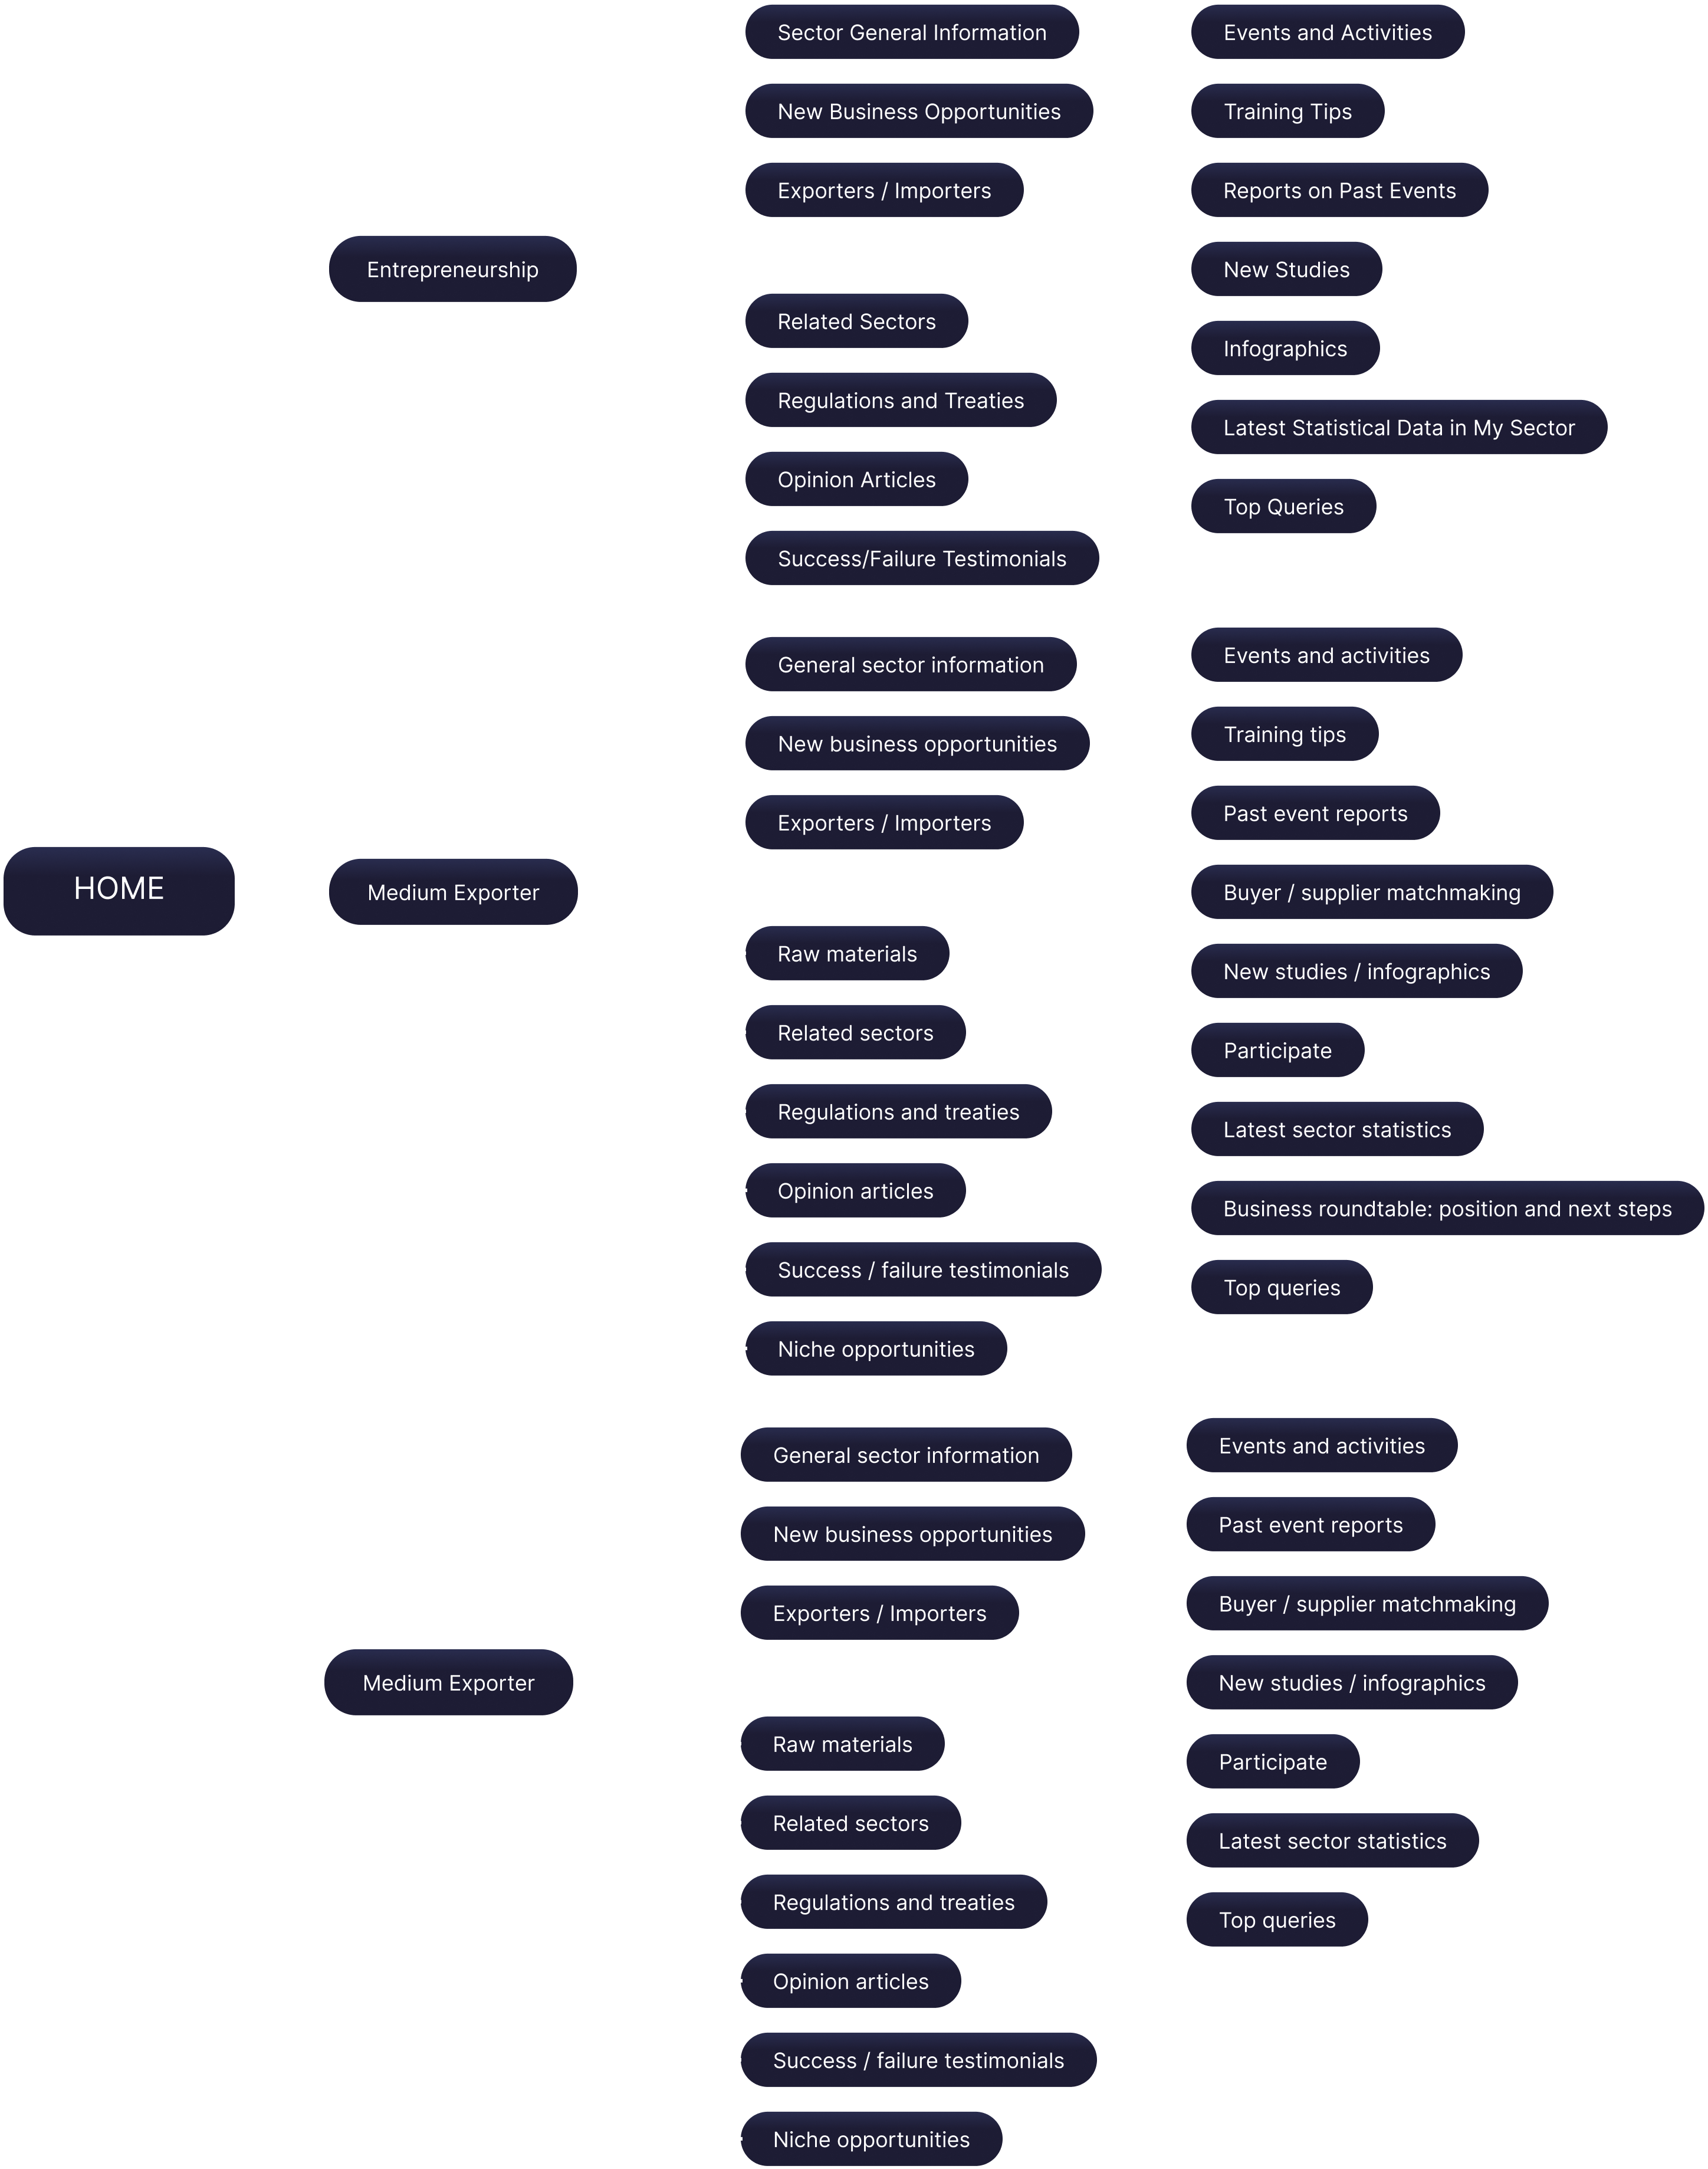 HOME
Entrepreneurship
Sector General Information
New Business Opportunities
Exporters / Importers
Related Sectors
Regulations and Treaties
Opinion Articles
Success/Failure Testimonials
Events and Activities
Training Tips
Reports on Past Events
New Studies
Infographics
Latest Statistical Data in My Sector
Top Queries
Medium Exporter
General sector information
New business opportunities
Exporters / Importers
Raw materials
Related sectors
Regulations and treaties
Opinion articles
Success / failure testimonials
Niche opportunities
Events and activities
Training tips
Past event reports
Buyer / supplier matchmaking
New studies / infographics
Participate
Latest sector statistics
Business roundtable: position and next steps
Top queries
Medium Exporter
General sector information
New business opportunities
Exporters / Importers
Raw materials
Related sectors
Regulations and treaties
Opinion articles
Success / failure testimonials
Niche opportunities
Events and activities
Past event reports
Buyer / supplier matchmaking
New studies / infographics
Participate
Latest sector statistics
Top queries